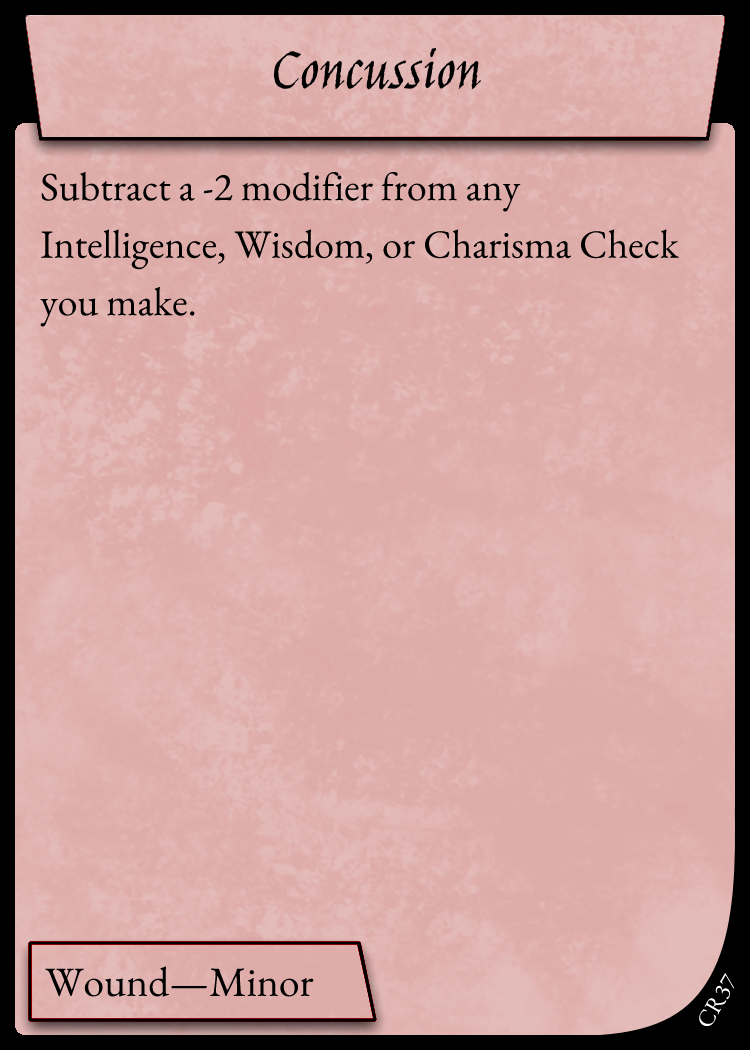 Concussion
Subtract a -2 modifier from any
Intelligence, Wisdom, or Charisma Check
you make.
Wound—Minor
CR37